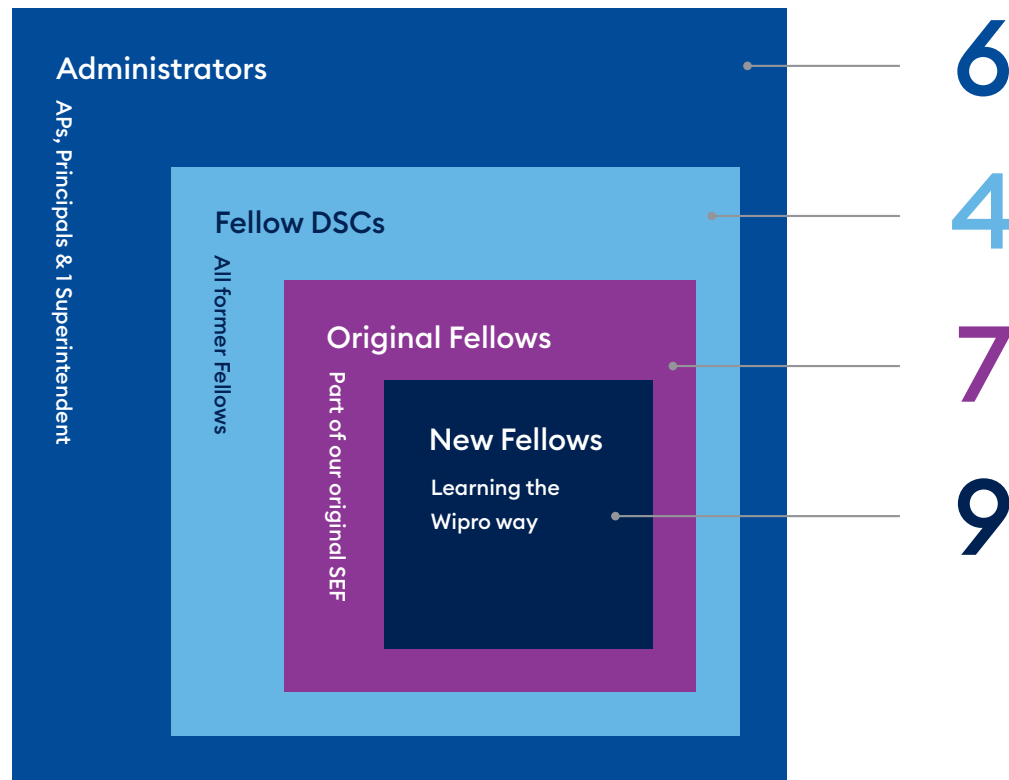 Administrators
APs, Principals & 1 Superintendent
6
Fellow DSCs
All former Fellows
4
Original Fellows
Part of our original SEF
7
New Fellows
Learning the
Wipro way
9